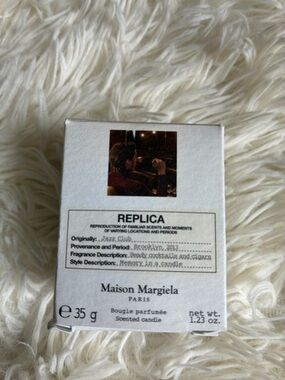 REPLICA
REPRODUCTION OF FAMILIAR SCENTS AND MOMENTS
OF VARYING LOCATIONS AND PERIODS
Originally: Jazz Club
Provenance and Period: Brooklyn, 2013
Fragrance Description: Heady cocktails and cigars
Style Description: Memory in a candle
Maison Margiela
PARIS
℮ 35 g
Bougie parfumée
Scented candle
net wt.
1.23 oz.